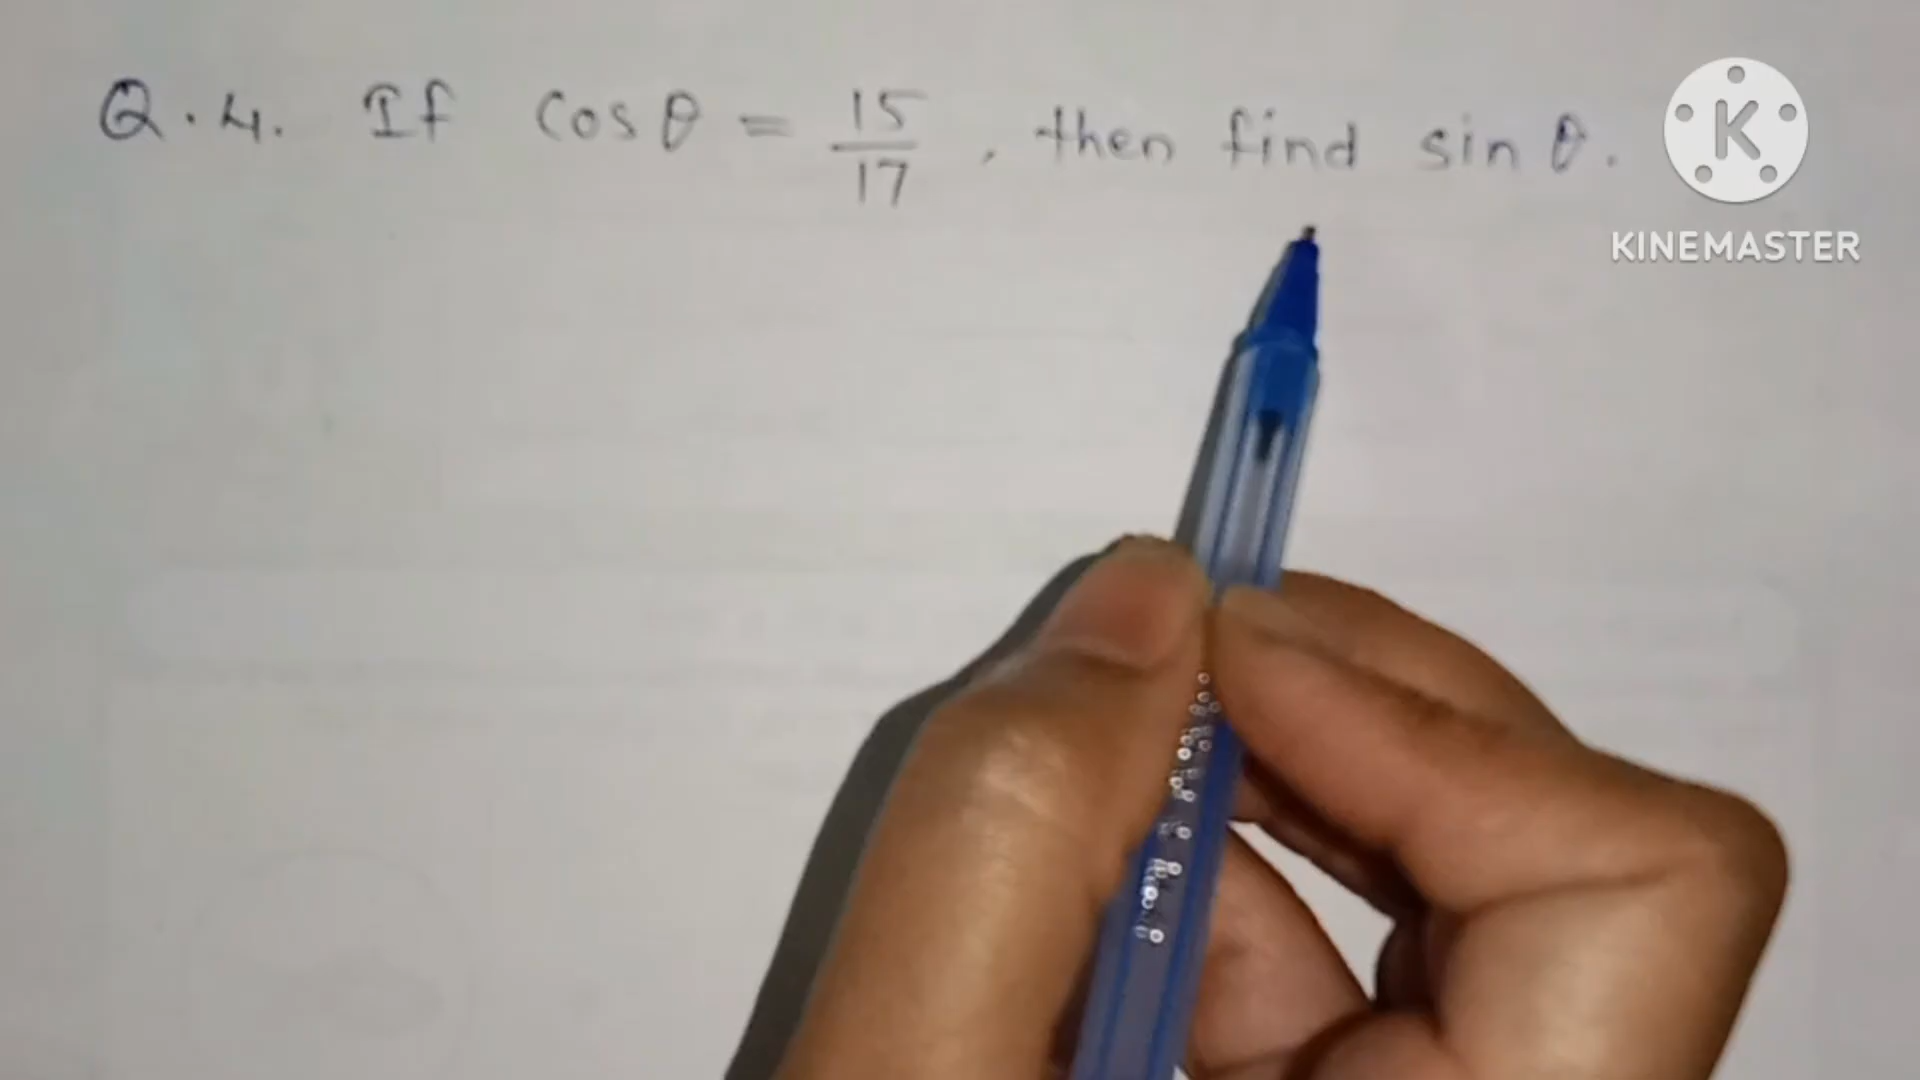 Q.4. If cos θ = 15/17, then find sin θ.
K
KINEMASTER